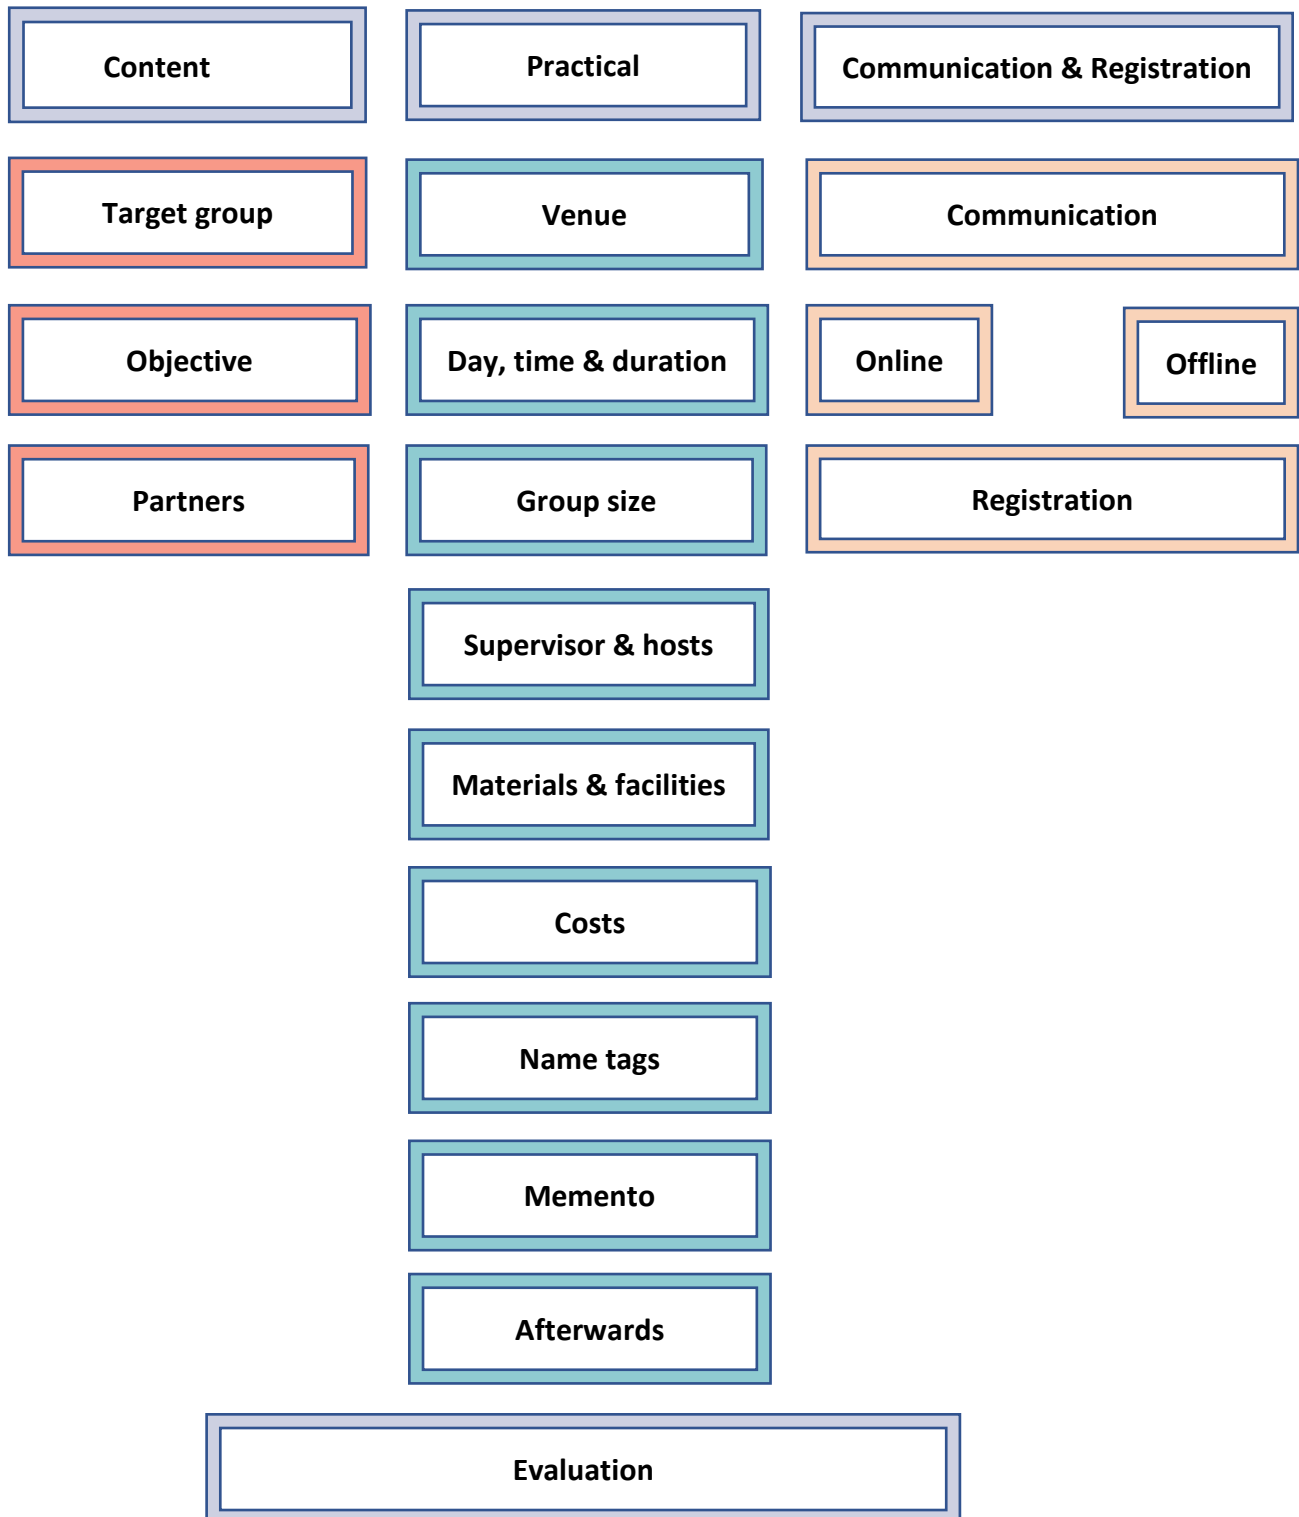 Content
Practical
Communication & Registration
Target group
Venue
Communication
Objective
Day, time & duration
Online
Offline
Partners
Group size
Registration
Supervisor & hosts
Materials & facilities
Costs
Name tags
Memento
Afterwards
Evaluation